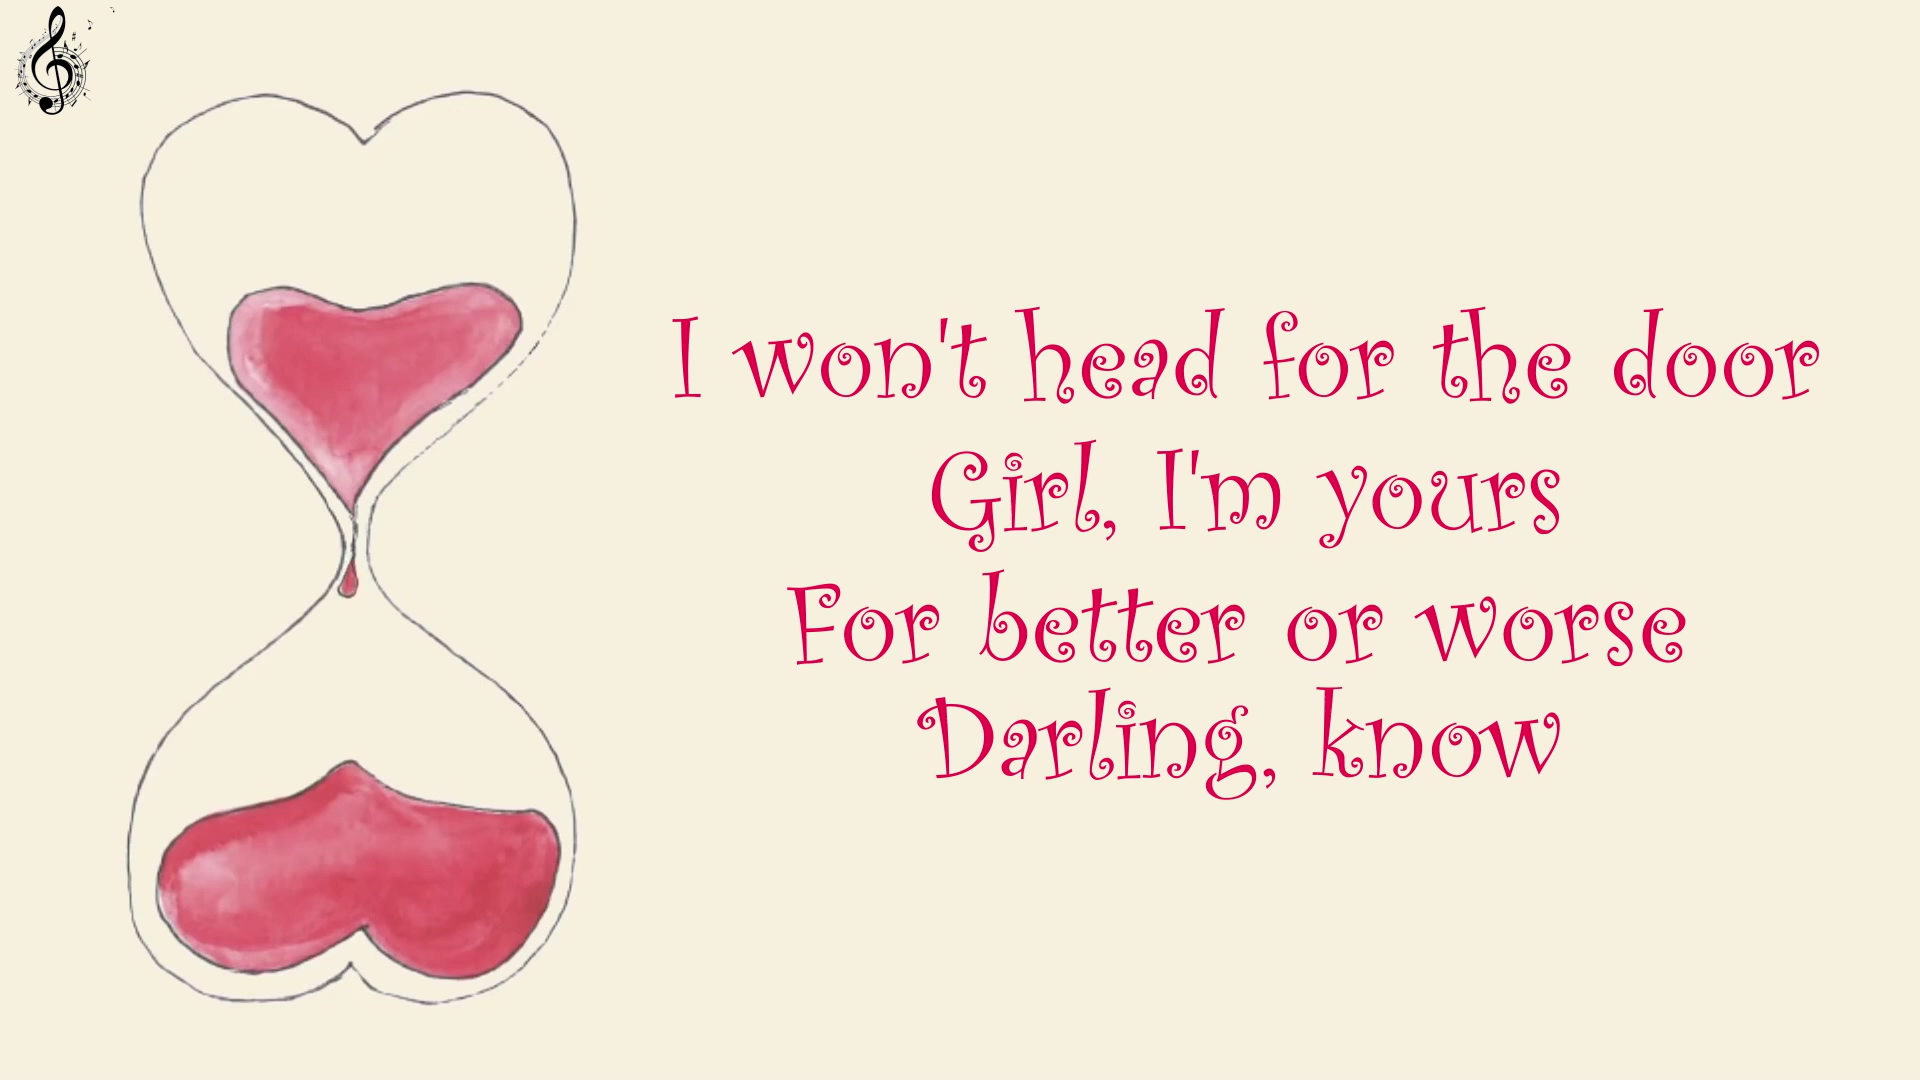 I won't head for the door
Girl, I'm yours
For better or worse
Darling, know